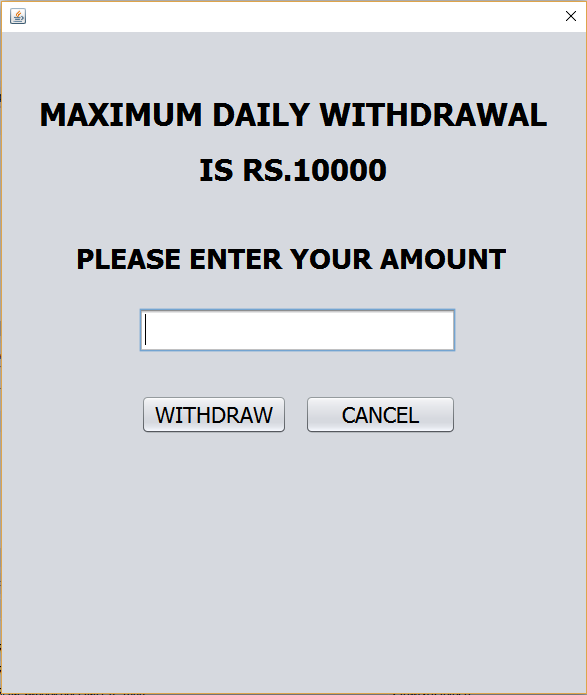 MAXIMUM DAILY WITHDRAWAL
IS RS.10000
PLEASE ENTER YOUR AMOUNT
WITHDRAW CANCEL